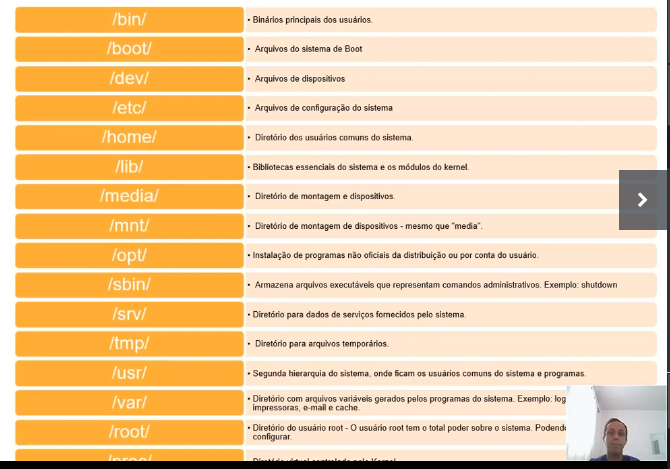 /bin/ • Binários principais dos usuários.
/boot/ • Arquivos do sistema de Boot
/dev/ • Arquivos de dispositivos
/etc/ • Arquivos de configuração do sistema
/home/ • Diretório dos usuários comuns do sistema.
/lib/ • Bibliotecas essenciais do sistema e os módulos do kernel.
/media/ • Diretório de montagem e dispositivos.
/mnt/ • Diretório de montagem de dispositivos - mesmo que "media".
/opt/ • Instalação de programas não oficiais da distribuição ou por conta do usuário.
/sbin/ • Armazena arquivos executáveis que representam comandos administrativos. Exemplo: shutdown
/srv/ • Diretório para dados de serviços fornecidos pelo sistema.
/tmp/ • Diretório para arquivos temporários.
/usr/ • Segunda hierarquia do sistema, onde ficam os usuários comuns do sistema e programas.
/var/ • Diretório com arquivos variáveis gerados pelos programas do sistema. Exemplo: log
impressoras, e-mail e cache.
/root/ • Diretório do usuário root - O usuário root tem o total poder sobre o sistema. Podend
configurar.
/proc/ • Diretório virtual controlado pelo Kernel